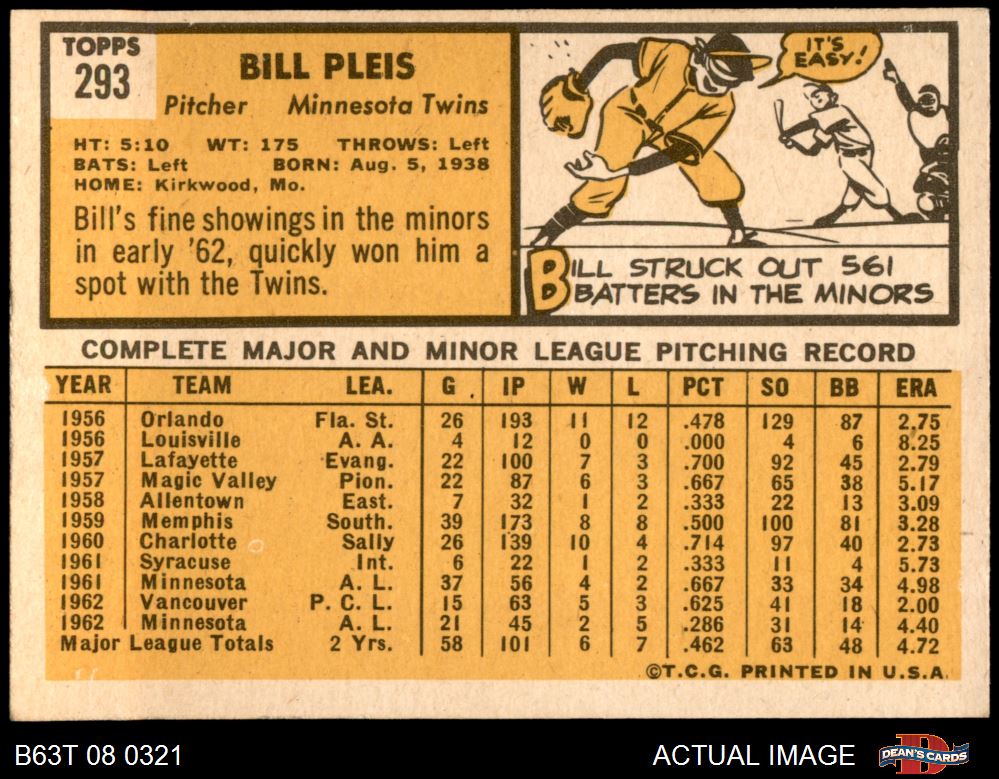 TOPPS
293
BILL PLEIS
Pitcher Minnesota Twins
HT: 5:10 WT: 175 THROWS: Left
BATS: Left BORN: Aug. 5, 1938
HOME: Kirkwood, Mo.
Bill's fine showings in the minors
in early '62, quickly won him a
spot with the Twins.
IT'S
EASY!
BILL STRUCK OUT 561
BATTERS IN THE MINORS
COMPLETE MAJOR AND MINOR LEAGUE PITCHING RECORD
YEAR TEAM LEA. G IP W L PCT SO BB ERA
1956 Orlando Fla. St. 26 193 11 12 .478 129 87 2.75
1956 Louisville A. A. 4 12 0 0 .000 4 6 8.25
1957 Lafayette Evang. 22 100 7 3 .700 92 45 2.79
1957 Magic Valley Pion. 22 87 6 3 .667 65 38 5.17
1958 Allentown East. 7 32 1 2 .333 22 13 3.09
1959 Memphis South. 39 173 8 8 .500 100 81 3.28
1960 Charlotte Sally 26 139 10 4 .714 97 40 2.73
1961 Syracuse Int. 6 22 1 2 .333 11 4 5.73
1961 Minnesota A. L. 37 56 4 2 .667 33 34 4.98
1962 Vancouver P. C. L. 15 63 5 3 .625 41 18 2.00
1962 Minnesota A. L. 21 45 2 5 .286 31 14 4.40
Major League Totals 2 Yrs. 58 101 6 7 .462 63 48 4.72
©T.C.G. PRINTED IN U.S.A.
B63T 08 0321 ACTUAL IMAGE DEAN'S CARDS